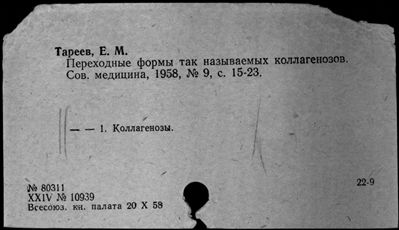 Тареев, Е. М.
Переходные формы так называемых коллагенозов.
Сов. медицина, 1958, № 9, с. 15-23.
— — 1. Коллагенозы.
№ 80311
XXIV № 10939
Всесоюз. кн. палата 20 X 58
22-9